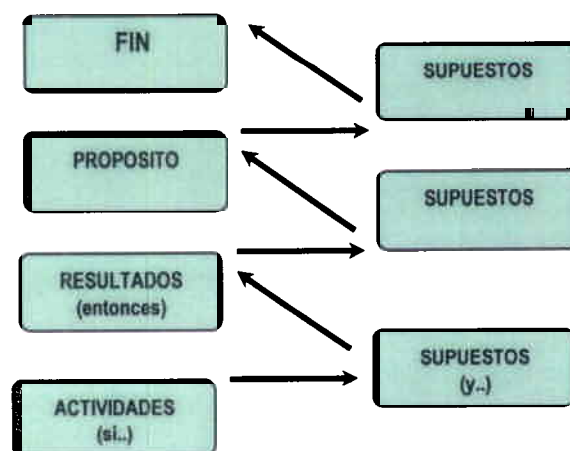 FIN
SUPUESTOS
PROPOSITO
SUPUESTOS
RESULTADOS
(entonces)
SUPUESTOS
(y..)
ACTIVIDADES
(si..)